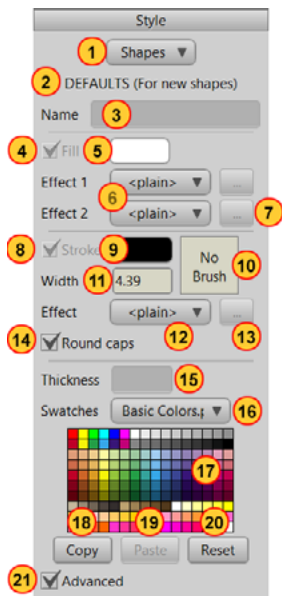 Style
1 Shapes ▼
2 DEFAULTS (For new shapes)
Name 3
4 Fill 5
Effect 1 <plain> ▼ ...
6
Effect 2 <plain> ▼ ... 7
8 Stroke 9 No Brush 10
Width 11 4.39
Effect <plain> ▼ ...
12 13
14 Round caps
Thickness 15
Swatches Basic Colors.p ▼ 16
17
18 19 20
Copy Paste Reset
21 Advanced